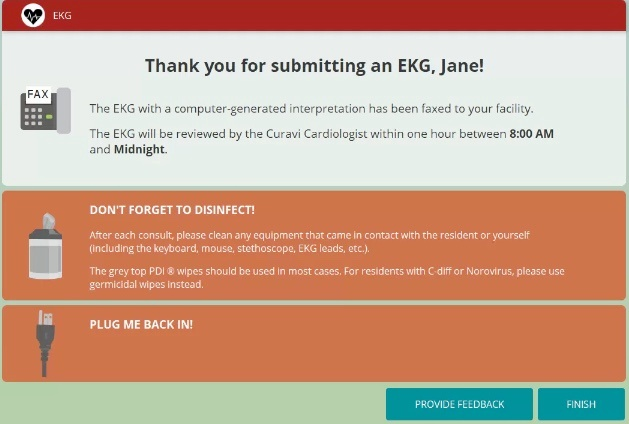 EKG
Thank you for submitting an EKG, Jane!
FAX
The EKG with a computer-generated interpretation has been faxed to your facility.
The EKG will be reviewed by the Curavi Cardiologist within one hour between 8:00 AM
and Midnight.
DON'T FORGET TO DISINFECT!
After each consult, please clean any equipment that came in contact with the resident or yourself
(including the keyboard, mouse, stethoscope, EKG leads, etc.).
The grey top PDI ® wipes should be used in most cases. For residents with C-diff or Norovirus, please use
germicidal wipes instead.
PLUG ME BACK IN!
PROVIDE FEEDBACK
FINISH